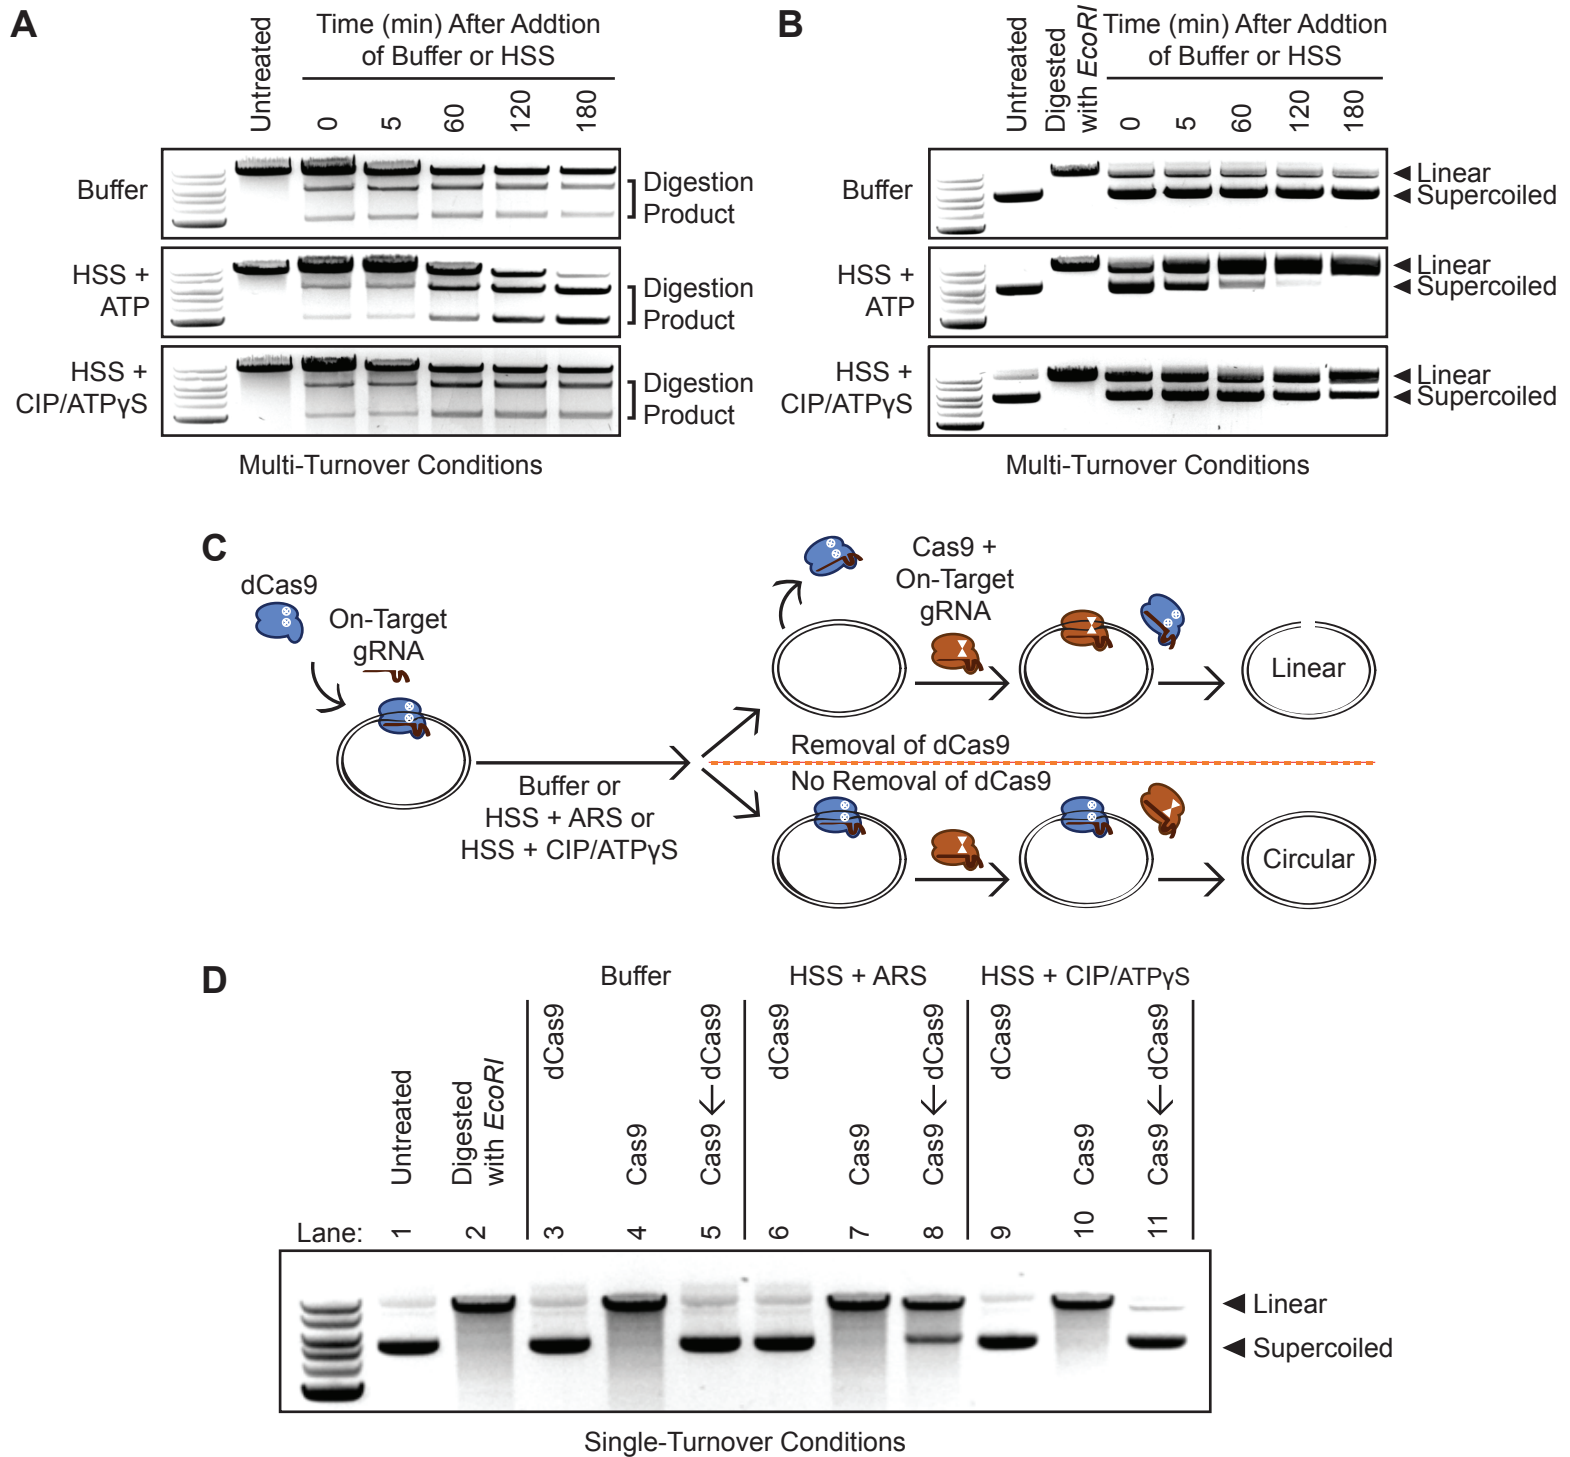 A
Time (min) After Addtion
of Buffer or HSS
Untreated
0
5
60
120
180
Buffer
Digestion
Product
HSS +
ATP
Digestion
Product
HSS +
CIP/ATPγS
Digestion
Product
Multi-Turnover Conditions
B
Time (min) After Addtion
of Buffer or HSS
Untreated
Digested
with EcoRI
0
5
60
120
180
Buffer
Linear
Supercoiled
HSS +
ATP
Linear
Supercoiled
HSS +
CIP/ATPγS
Linear
Supercoiled
Multi-Turnover Conditions
C
dCas9
On-Target
gRNA
Buffer or
HSS + ARS or
HSS + CIP/ATPγS
Cas9 +
On-Target
gRNA
Linear
Removal of dCas9
No Removal of dCas9
Circular
D
Buffer
HSS + ARS
HSS + CIP/ATPγS
Untreated
Digested
with EcoRI
dCas9
Cas9
Cas9←dCas9
dCas9
Cas9
Cas9←dCas9
dCas9
Cas9
Cas9←dCas9
Lane: 1 2 3 4 5 6 7 8 9 10 11
Linear
Supercoiled
Single-Turnover Conditions